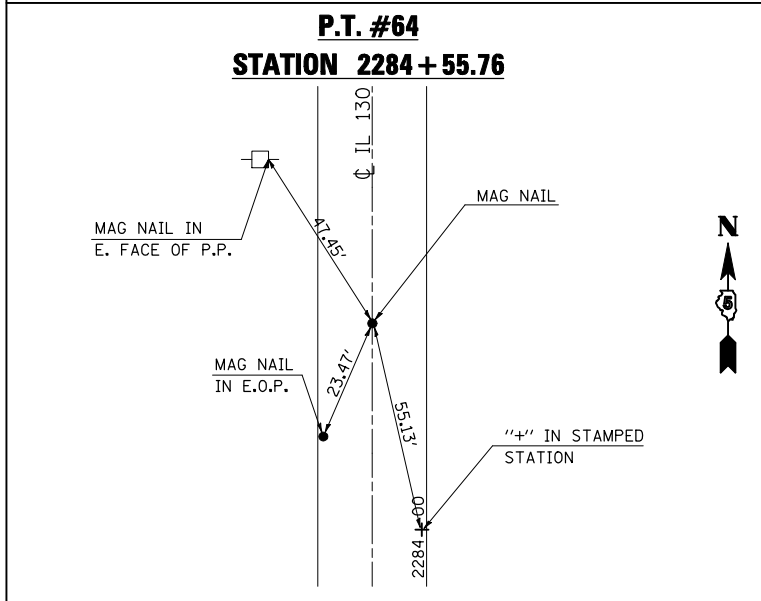 P.T. #64
STATION 2284+55.76
℄ IL 130
MAG NAIL IN
E. FACE OF P.P.
47.45'
MAG NAIL
N
5
MAG NAIL
IN E.O.P.
23.47'
55.13'
"+" IN STAMPED
STATION
2284+00